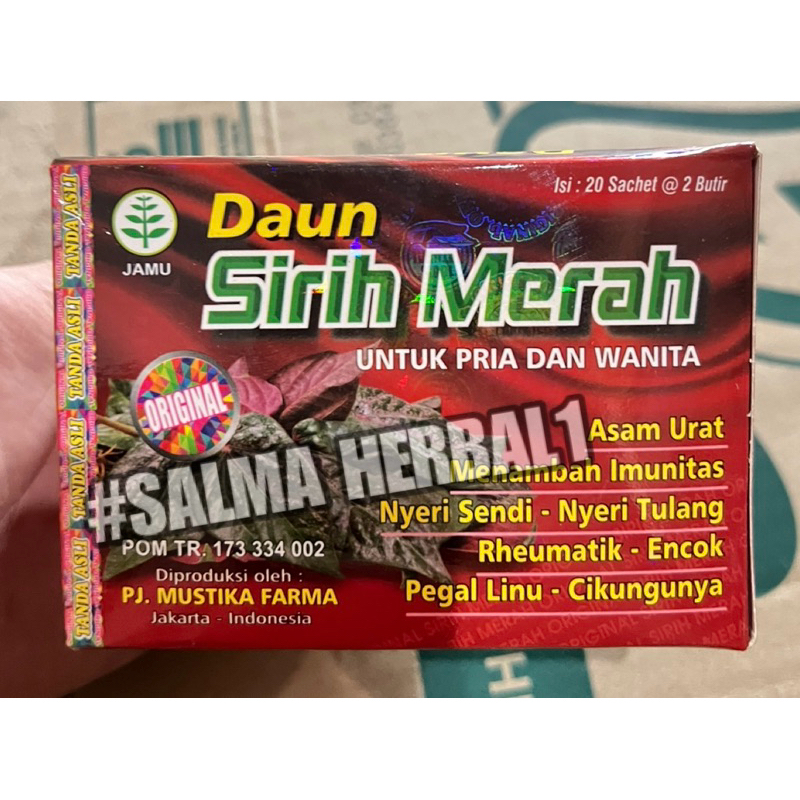 Isi : 20 Sachet @ 2 Butir
JAMU
Daun
Sirih Merah
UNTUK PRIA DAN WANITA
ORIGINAL
#SALMA HERBAL1
Asam Urat
Menambah Imunitas
Nyeri Sendi - Nyeri Tulang
Rheumatik - Encok
Pegal Linu - Cikungunya
POM TR. 173 334 002
Diproduksi oleh :
PJ. MUSTIKA FARMA
Jakarta - Indonesia
TANDA ASLI
TANDA ASLI
TANDA ASLI
TANDA ASLI